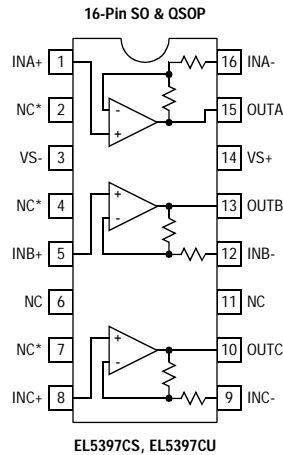 16-Pin SO & QSOP
INA+ 1 16 INA-
NC* 2 - 15 OUTA
+
VS- 3 14 VS+
NC* 4 + 13 OUTB
-
INB+ 5 12 INB-
NC 6 11 NC
NC* 7 + 10 OUTC
-
INC+ 8 9 INC-
EL5397CS, EL5397CU